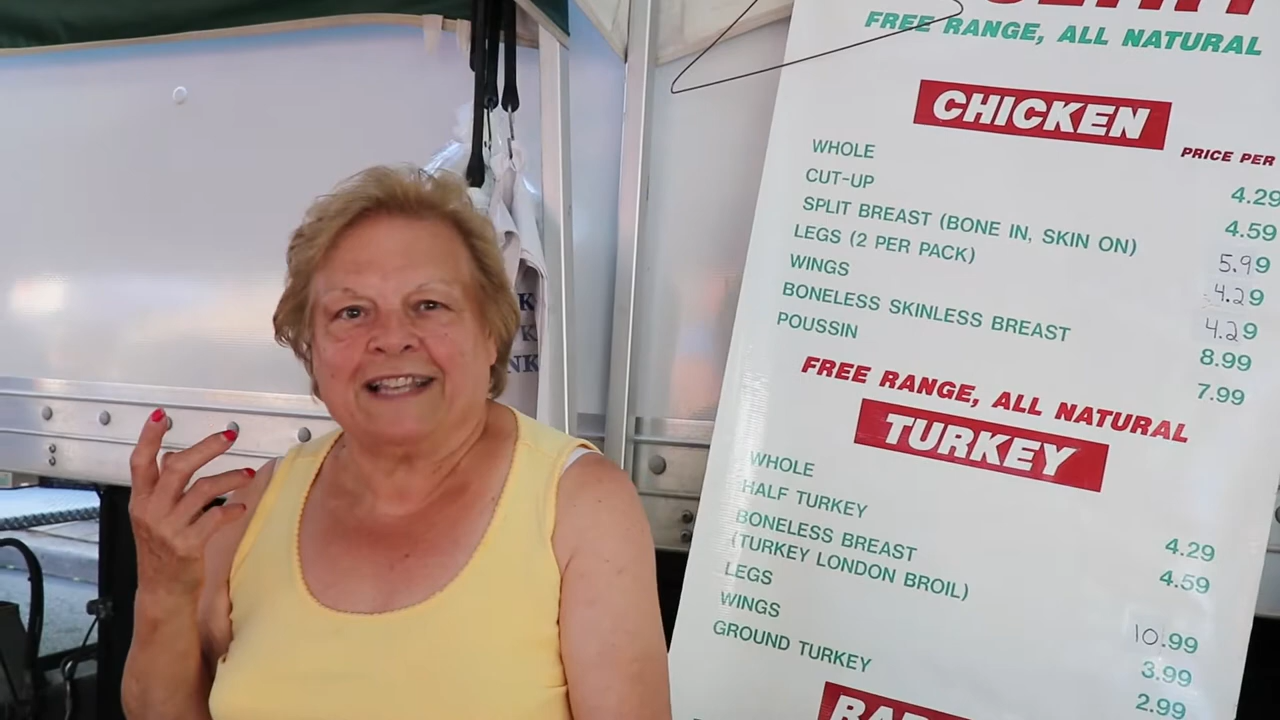 FREE RANGE, ALL NATURAL
CHICKEN
PRICE PER
WHOLE 4.29
CUT-UP 4.59
SPLIT BREAST (BONE IN, SKIN ON) 5.99
LEGS (2 PER PACK) 4.29
WINGS 4.29
BONELESS SKINLESS BREAST 8.99
POUSSIN 7.99
FREE RANGE, ALL NATURAL
TURKEY
WHOLE 4.29
HALF TURKEY 4.59
BONELESS BREAST
(TURKEY LONDON BROIL) 10.99
LEGS 3.99
WINGS 2.99
GROUND TURKEY